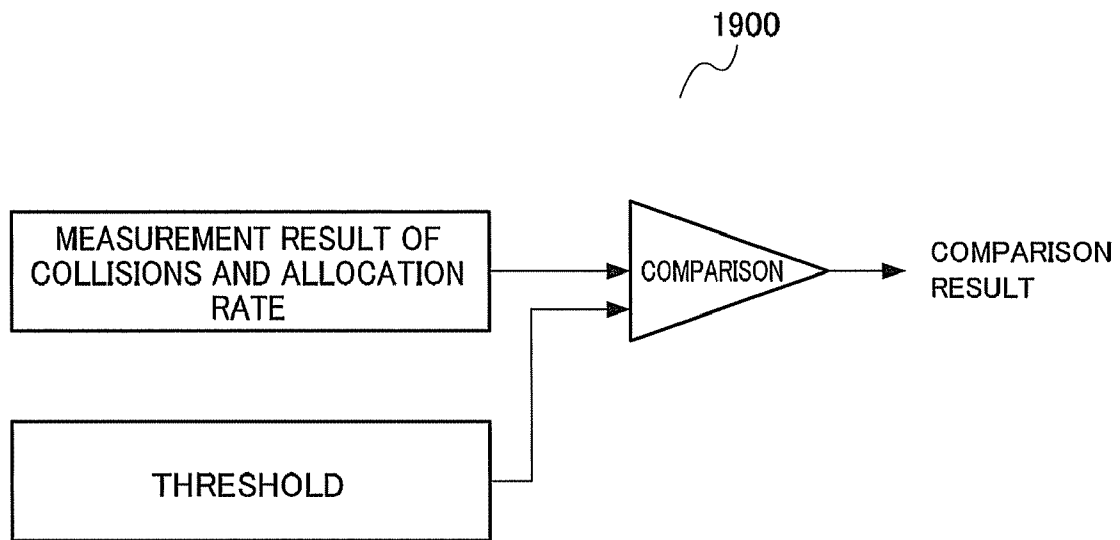 1900
MEASUREMENT RESULT OF
COLLISIONS AND ALLOCATION
RATE
COMPARISON
COMPARISON
RESULT
THRESHOLD